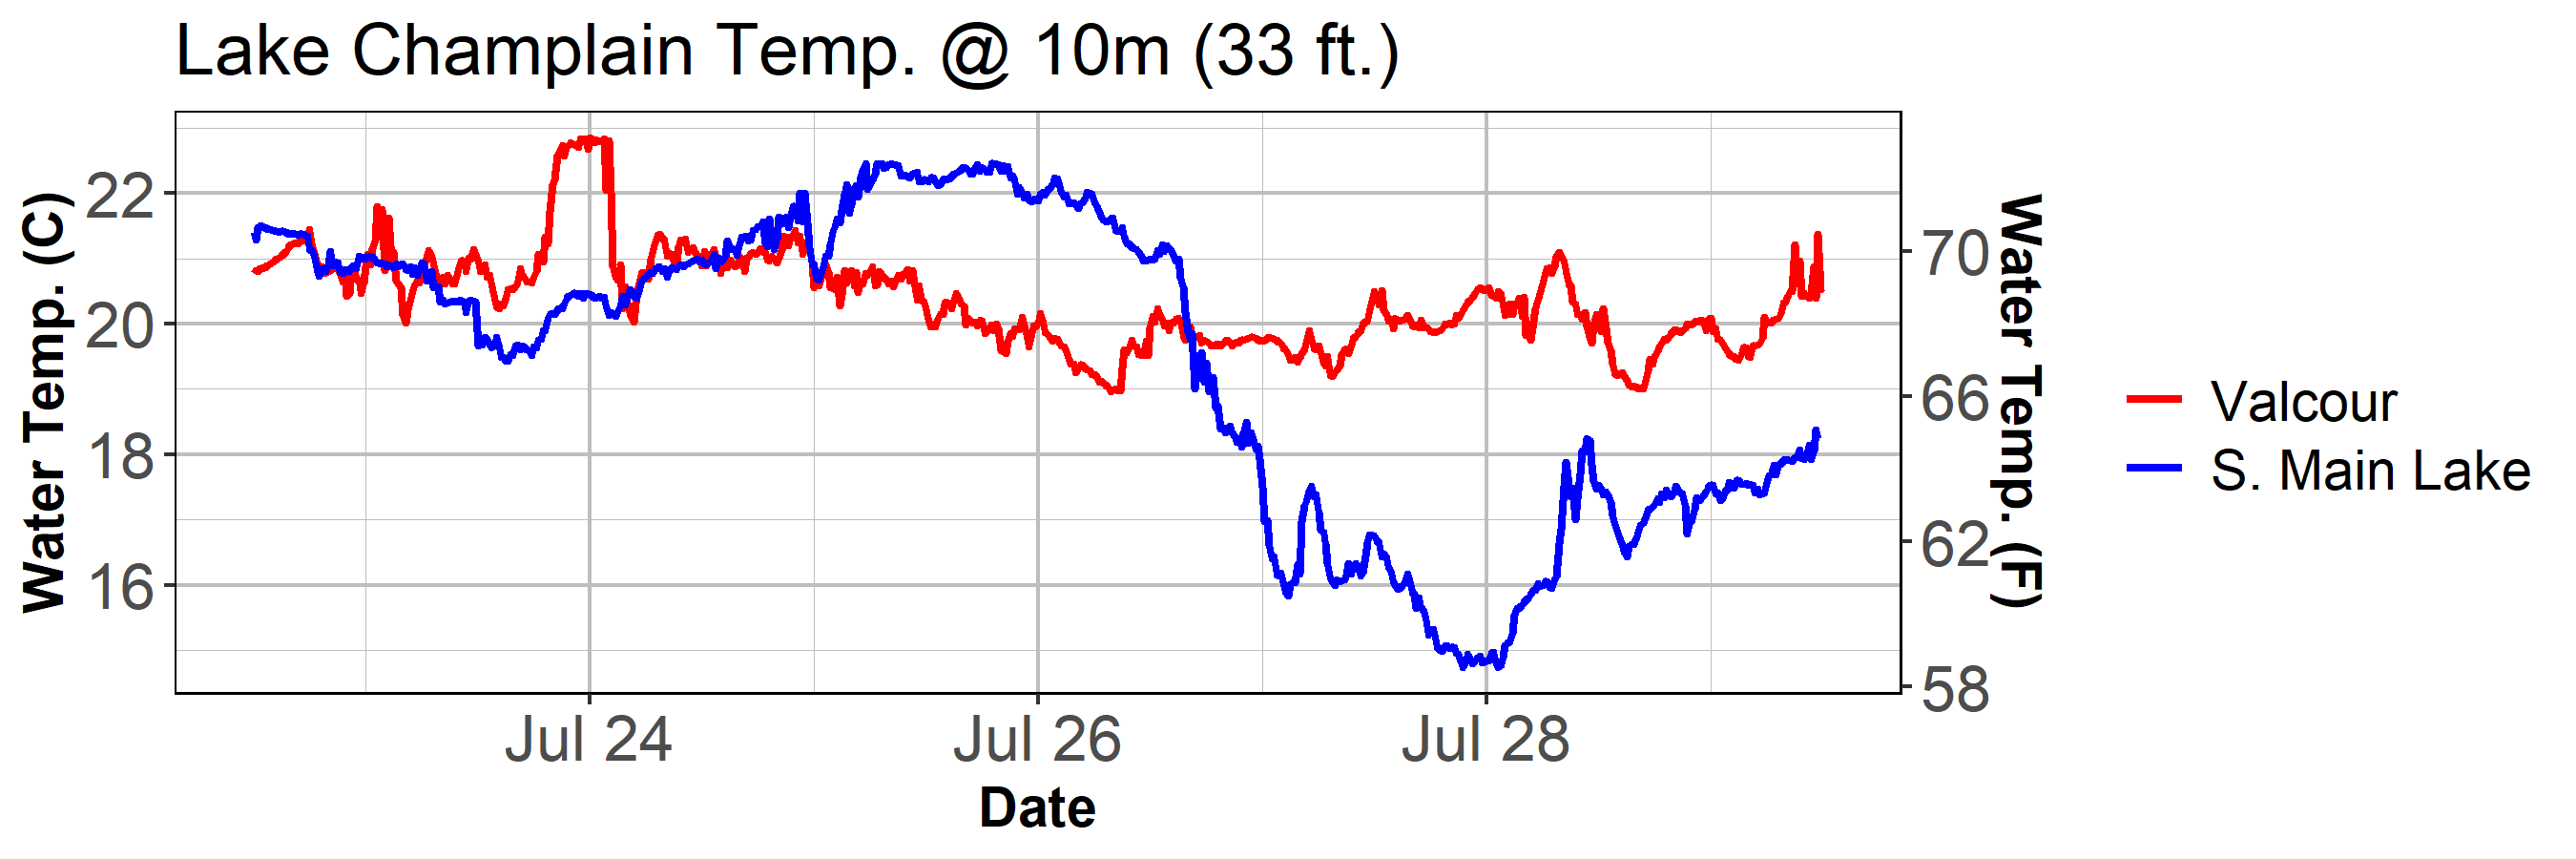 Lake Champlain Temp. @ 10m (33 ft.)
Water Temp. (C)
22
20
18
16
70
66
62
58
Water Temp. (F)
Jul 24
Jul 26
Jul 28
Date
Valcour
S. Main Lake